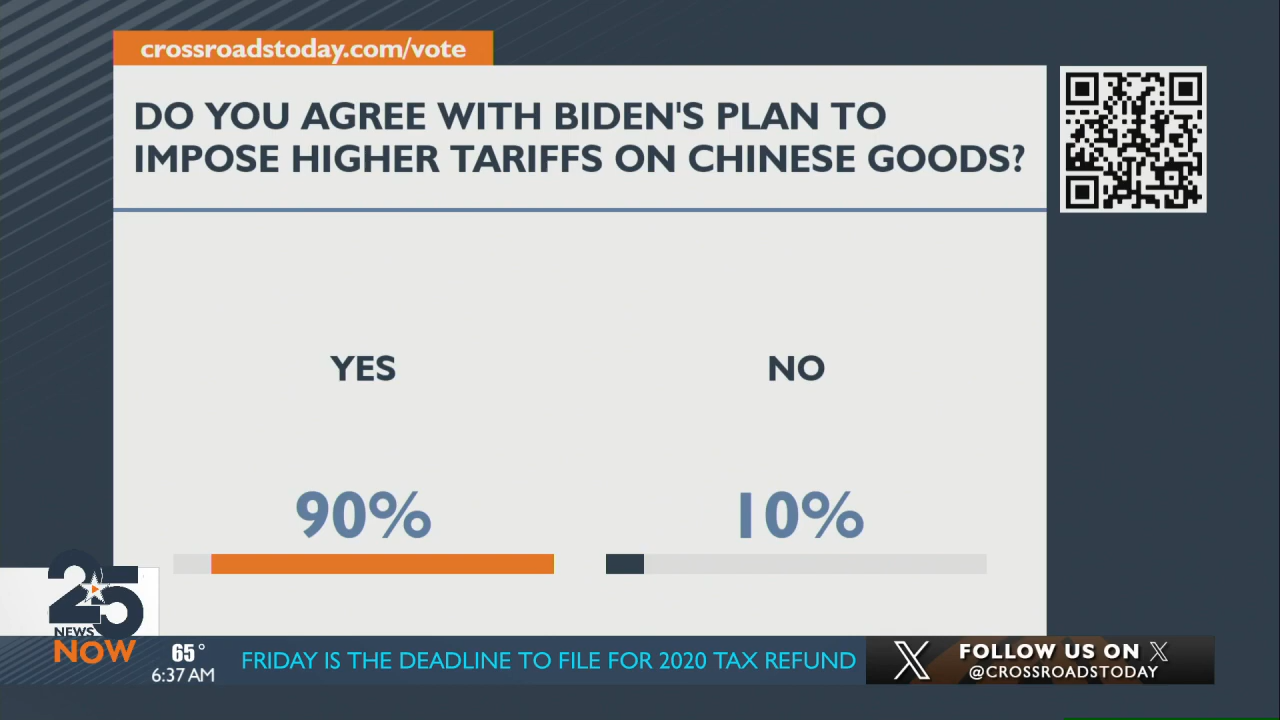 crossroadstoday.com/vote
DO YOU AGREE WITH BIDEN'S PLAN TO
IMPOSE HIGHER TARIFFS ON CHINESE GOODS?
YES
NO
90%
10%
25
NEWS
NOW
65°
6:37 AM
FRIDAY IS THE DEADLINE TO FILE FOR 2020 TAX REFUND
X FOLLOW US ON X
@CROSSROADSTODAY